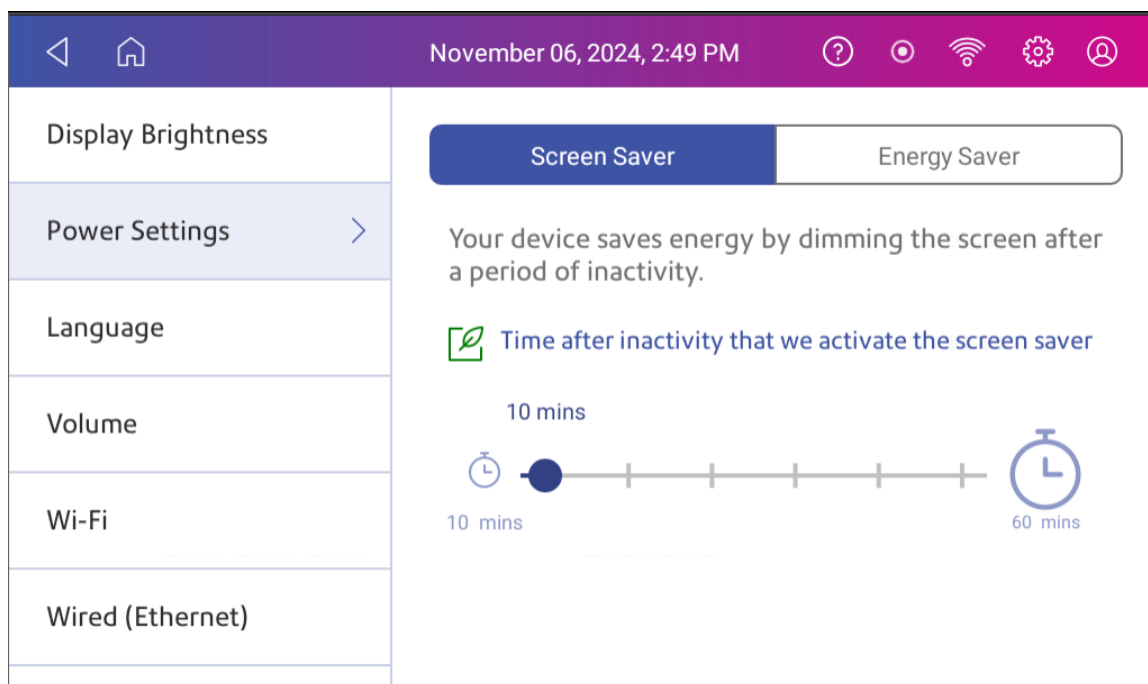 November 06, 2024, 2:49 PM
Display Brightness
Power Settings
Language
Volume
Wi-Fi
Wired (Ethernet)
Screen Saver
Energy Saver
Your device saves energy by dimming the screen after
a period of inactivity.
Time after inactivity that we activate the screen saver
10 mins
10 mins
60 mins